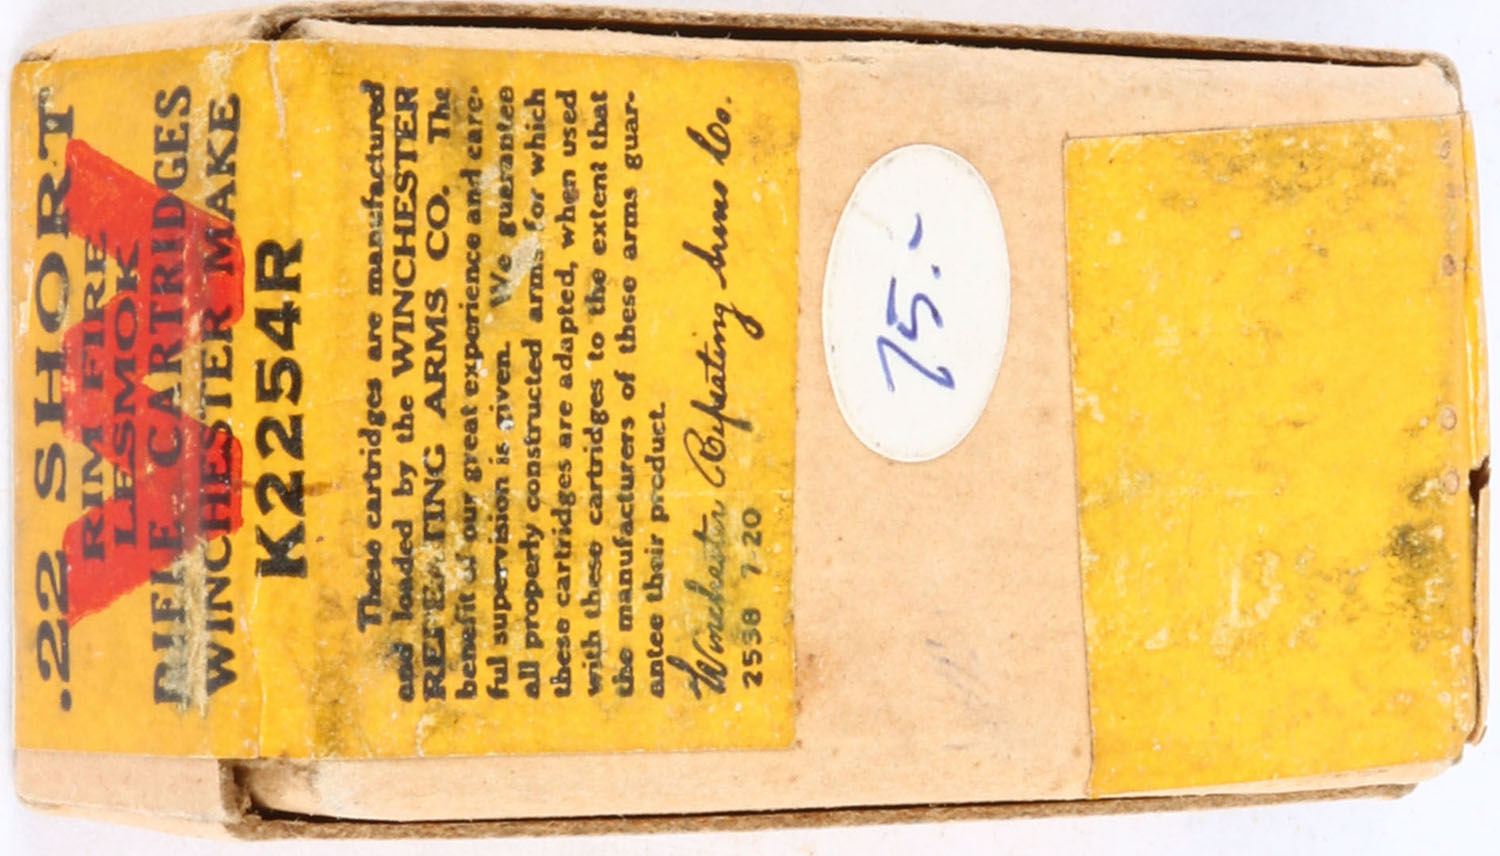 .22 SHORT
RIM FIRE
LESMOK
RIFLE CARTRIDGES
WINCHESTER MAKE
K2254R
These cartridges are manufactured
and loaded by the WINCHESTER
REPEATING ARMS CO. The
benefit of our great experience and care-
ful supervision is given. We guarantee
all properly constructed arms for which
these cartridges are adapted, when used
with these cartridges to the extent that
the manufacturers of these arms guar-
antee their product.
Winchester Repeating Arms Co.
2538 7-20
75.-